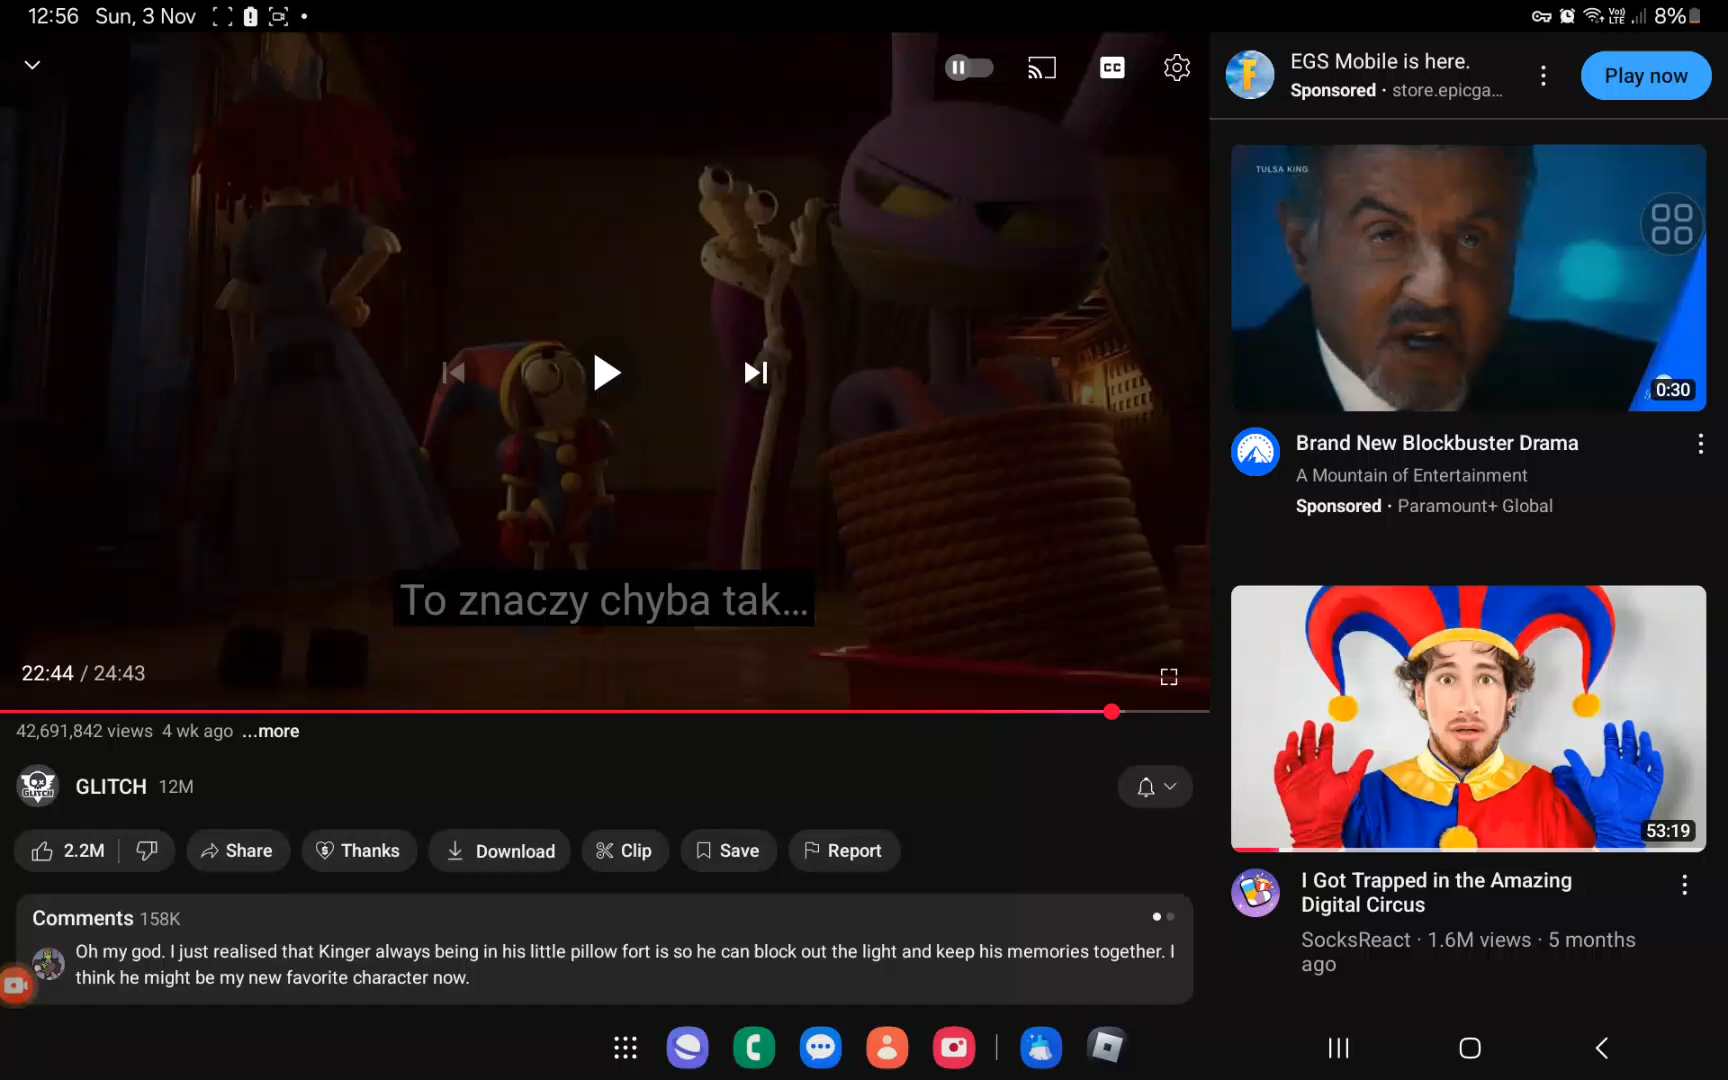 12:56 Sun, 3 Nov
8%
CC
EGS Mobile is here.
Sponsored · store.epicga...
Play now
TULSA KING
0:30
Brand New Blockbuster Drama
A Mountain of Entertainment
Sponsored · Paramount+ Global
To znaczy chyba tak...
22:44 / 24:43
42,691,842 views 4 wk ago ...more
GLITCH 12M
2.2M
Share
Thanks
Download
Clip
Save
Report
Comments 158K
Oh my god. I just realised that Kinger always being in his little pillow fort is so he can block out the light and keep his memories together. I
think he might be my new favorite character now.
53:19
I Got Trapped in the Amazing
Digital Circus
SocksReact · 1.6M views · 5 months
ago